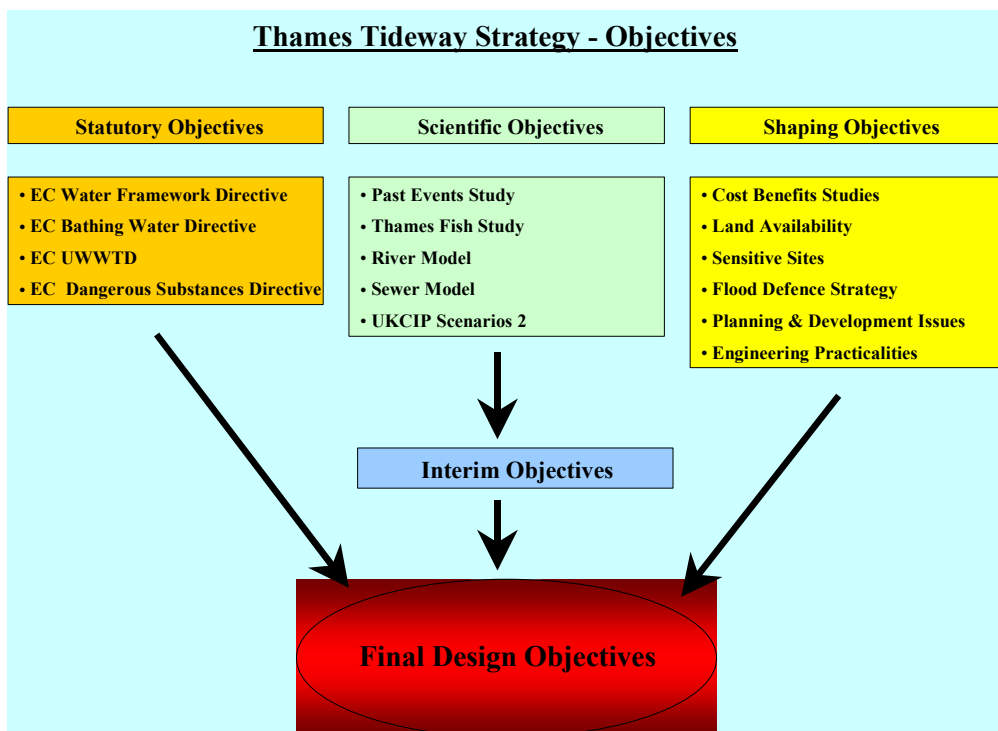 Thames Tideway Strategy - Objectives
Statutory Objectives
• EC Water Framework Directive
• EC Bathing Water Directive
• EC UWWTD
• EC Dangerous Substances Directive
Scientific Objectives
• Past Events Study
• Thames Fish Study
• River Model
• Sewer Model
• UKCIP Scenarios 2
Shaping Objectives
• Cost Benefits Studies
• Land Availability
• Sensitive Sites
• Flood Defence Strategy
• Planning & Development Issues
• Engineering Practicalities
Interim Objectives
Final Design Objectives